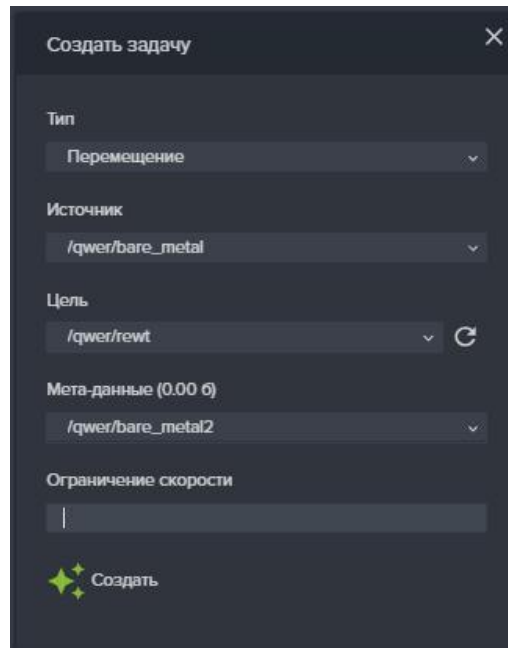 Создать задачу
Тип
Перемещение
Источник
/qwer/bare_metal
Цель
/qwer/rewt
Мета-данные (0.00 б)
/qwer/bare_metal2
Ограничение скорости
Создать